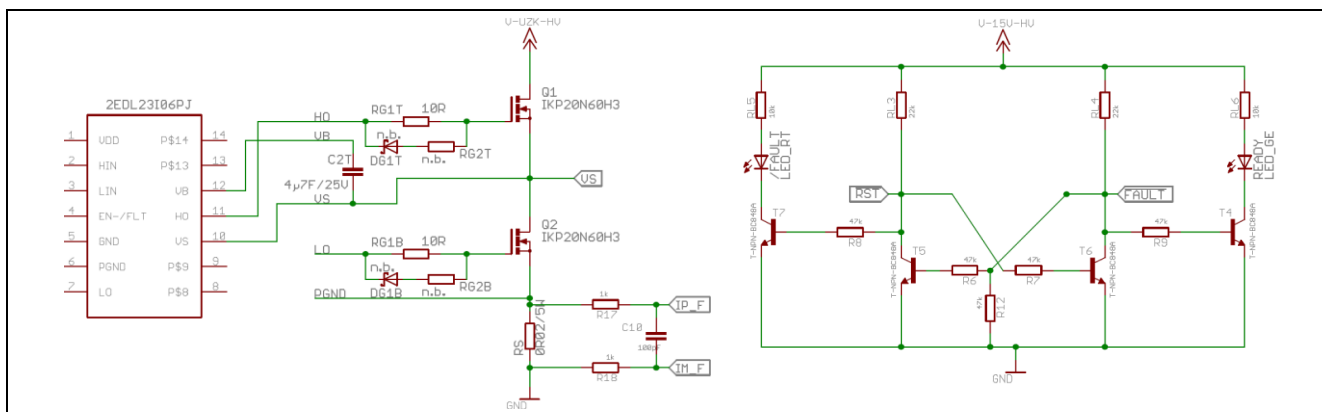 V-UZK-HV
2EDL23I06PJ
1 VDD P$14 14
2 HIN P$13 13
3 LIN VB 12
4 EN-/FLT HO 11
5 GND VS 10
6 PGND P$9 9
7 LO P$8 8
HO
VB
C2T
4µ7F/25V
VS
RG1T 10R
n.b.
DG1T n.b. RG2T
Q1
IKP20N60H3
VS
LO
RG1B 10R
n.b.
DG1B n.b. RG2B
PGND
Q2
IKP20N60H3
RS
0R02/5W
1k
R17
IP_F
C10
100pF
1k
R18
IM_F
GND
V-15V-HV
RL5
10k
RL3
22k
RL4
22k
RL6
10k
/FAULT
LED_RT
READY
LED_GE
RST
FAULT
T7
T-NPN-BC848A
47k
R8
T5
T-NPN-BC848A
47k
R6
47k
R7
47k
R12
T6
T-NPN-BC848A
47k
R9
T4
T-NPN-BC848A
GND